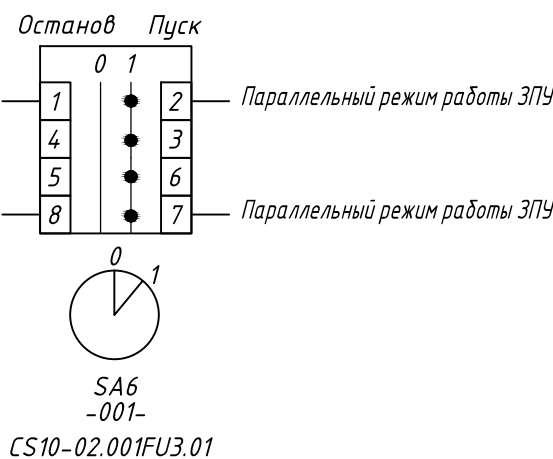 Останов Пуск
0 1
1 2 Параллельный режим работы ЗПУ
4 3
5 6
8 7 Параллельный режим работы ЗПУ
0 1
SA6
-001-
CS10-02.001FU3.01